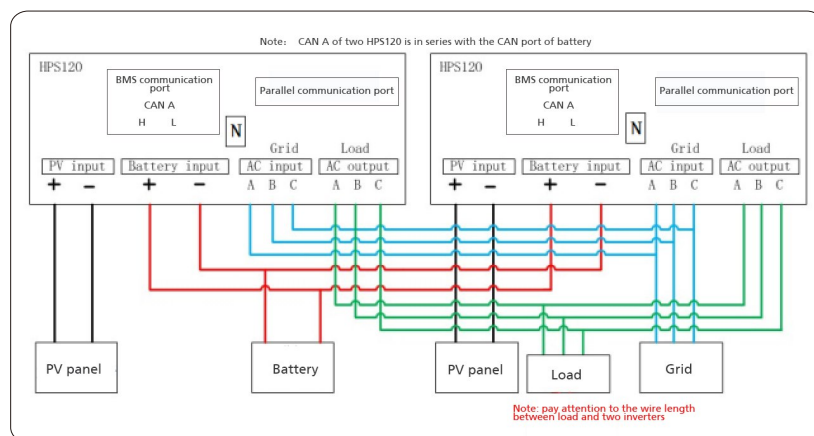 Note: CAN A of two HPS120 is in series with the CAN port of battery
HPS120
BMS communication
port
CAN A
H L
Parallel communication port
N
Grid
Load
PV input
Battery input
AC input
AC output
+ −
+ −
A B C
A B C
HPS120
BMS communication
port
CAN A
H L
Parallel communication port
N
Grid
Load
PV input
Battery input
AC input
AC output
+ −
+ −
A B C
A B C
PV panel
Battery
PV panel
Load
Grid
Note: pay attention to the wire length
between load and two inverters